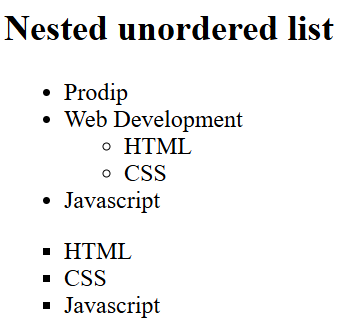 Nested unordered list
Prodip
Web Development
HTML
CSS
Javascript
HTML
CSS
Javascript